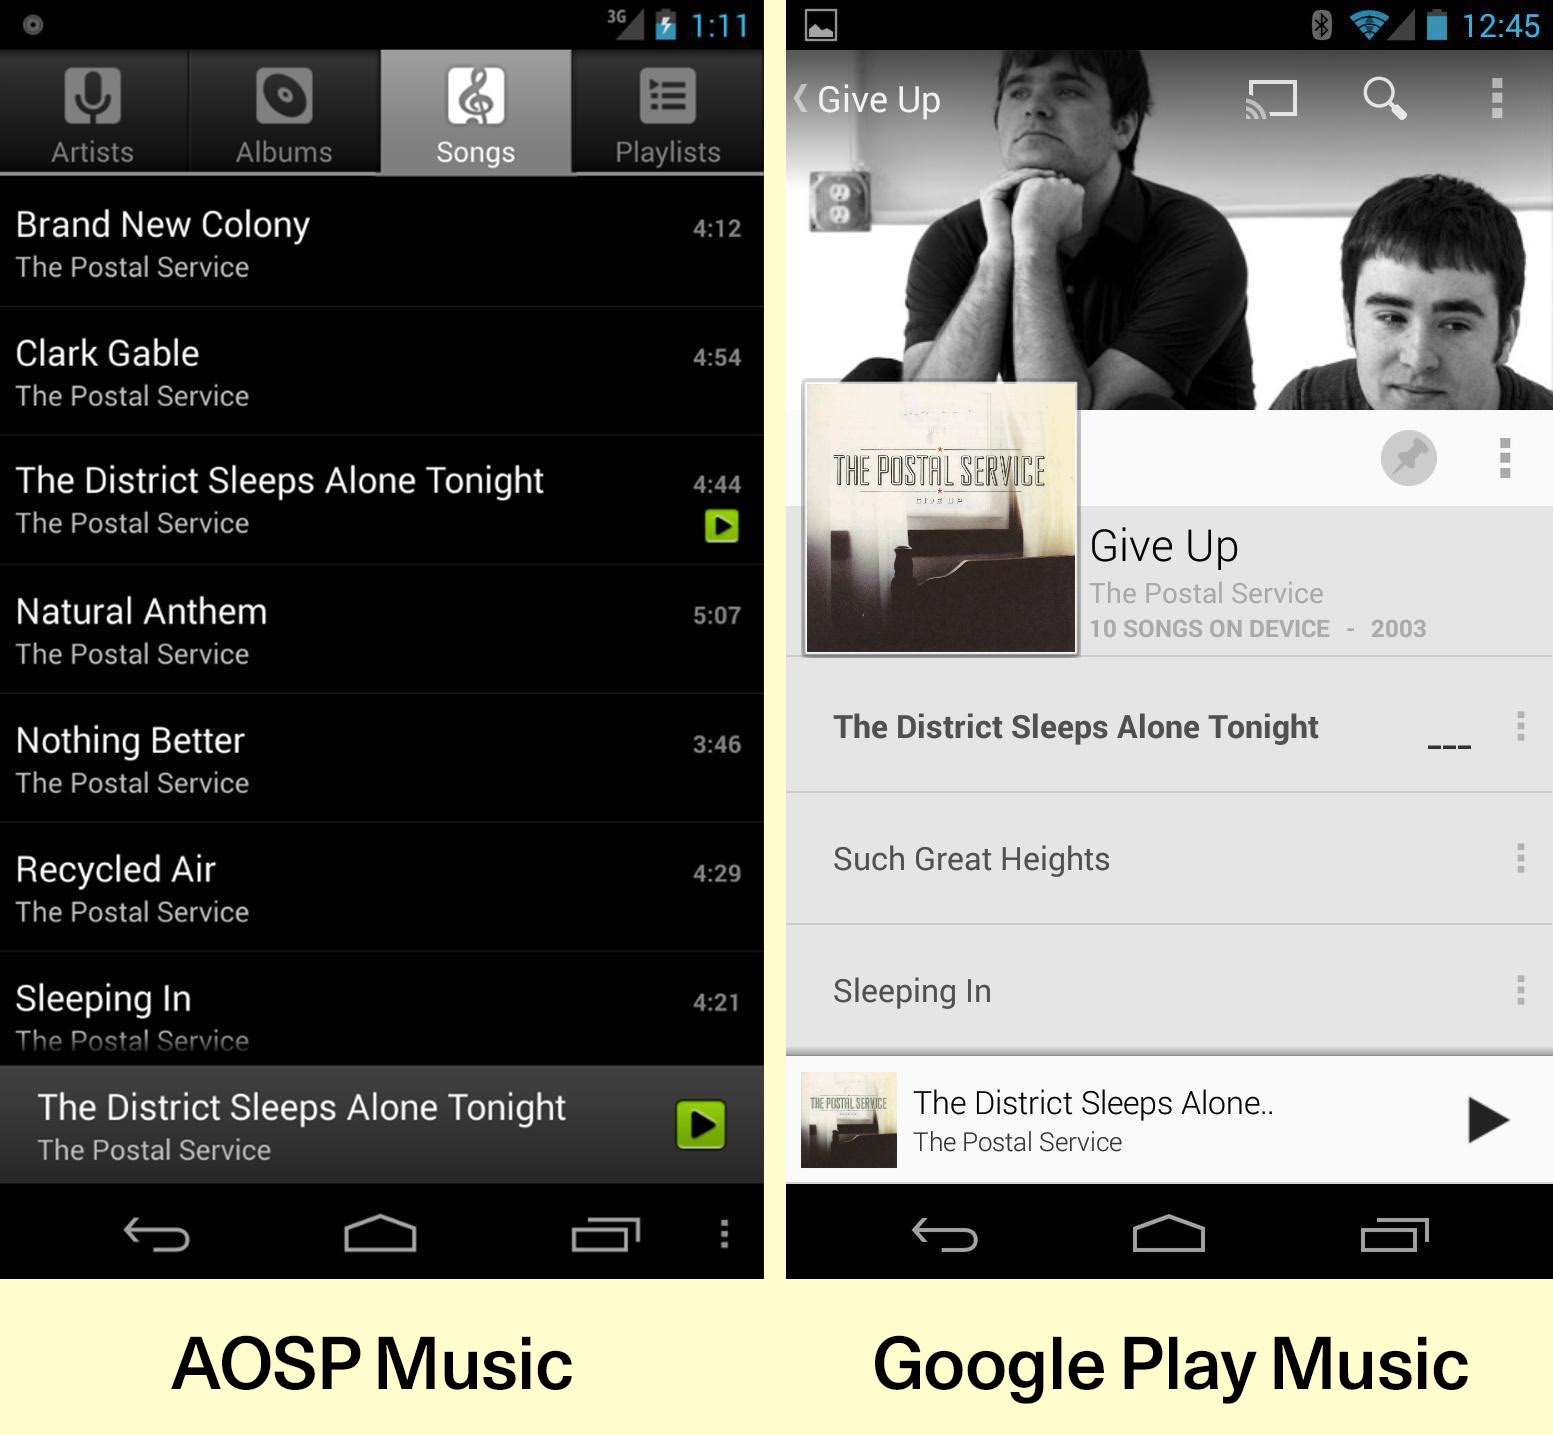 3G 1:11
Artists
Albums
Songs
Playlists
Brand New Colony
4:12
The Postal Service
Clark Gable
4:54
The Postal Service
The District Sleeps Alone Tonight
4:44
The Postal Service
Natural Anthem
5:07
The Postal Service
Nothing Better
3:46
The Postal Service
Recycled Air
4:29
The Postal Service
Sleeping In
4:21
The Postal Service
The District Sleeps Alone Tonight
The Postal Service
AOSP Music
12:45
Give Up
THE POSTAL SERVICE
GIVE UP
Give Up
The Postal Service
10 SONGS ON DEVICE - 2003
The District Sleeps Alone Tonight
Such Great Heights
Sleeping In
THE POSTAL SERVICE
The District Sleeps Alone..
The Postal Service
Google Play Music